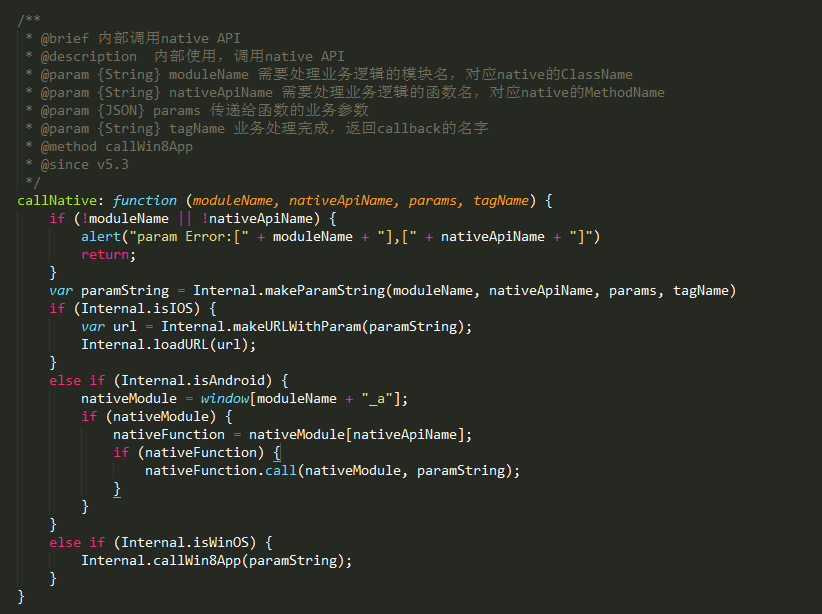 /**
 * @brief 内部调用native API
 * @description  内部使用，调用native API
 * @param {String} moduleName 需要处理业务逻辑的模块名，对应native的ClassName
 * @param {String} nativeApiName 需要处理业务逻辑的函数名，对应native的MethodName
 * @param {JSON} params 传递给函数的业务参数
 * @param {String} tagName 业务处理完成，返回callback的名字
 * @method callWin8App
 * @since v5.3
 */
callNative: function (moduleName, nativeApiName, params, tagName) {
    if (!moduleName || !nativeApiName) {
        alert("param Error:[" + moduleName + "],[" + nativeApiName + "]")
        return;
    }
    var paramString = Internal.makeParamString(moduleName, nativeApiName, params, tagName)
    if (Internal.isIOS) {
        var url = Internal.makeURLWithParam(paramString);
        Internal.loadURL(url);
    }
    else if (Internal.isAndroid) {
        nativeModule = window[moduleName + "_a"];
        if (nativeModule) {
            nativeFunction = nativeModule[nativeApiName];
            if (nativeFunction) {
                nativeFunction.call(nativeModule, paramString);
            }
        }
    }
    else if (Internal.isWinOS) {
        Internal.callWin8App(paramString);
    }
}